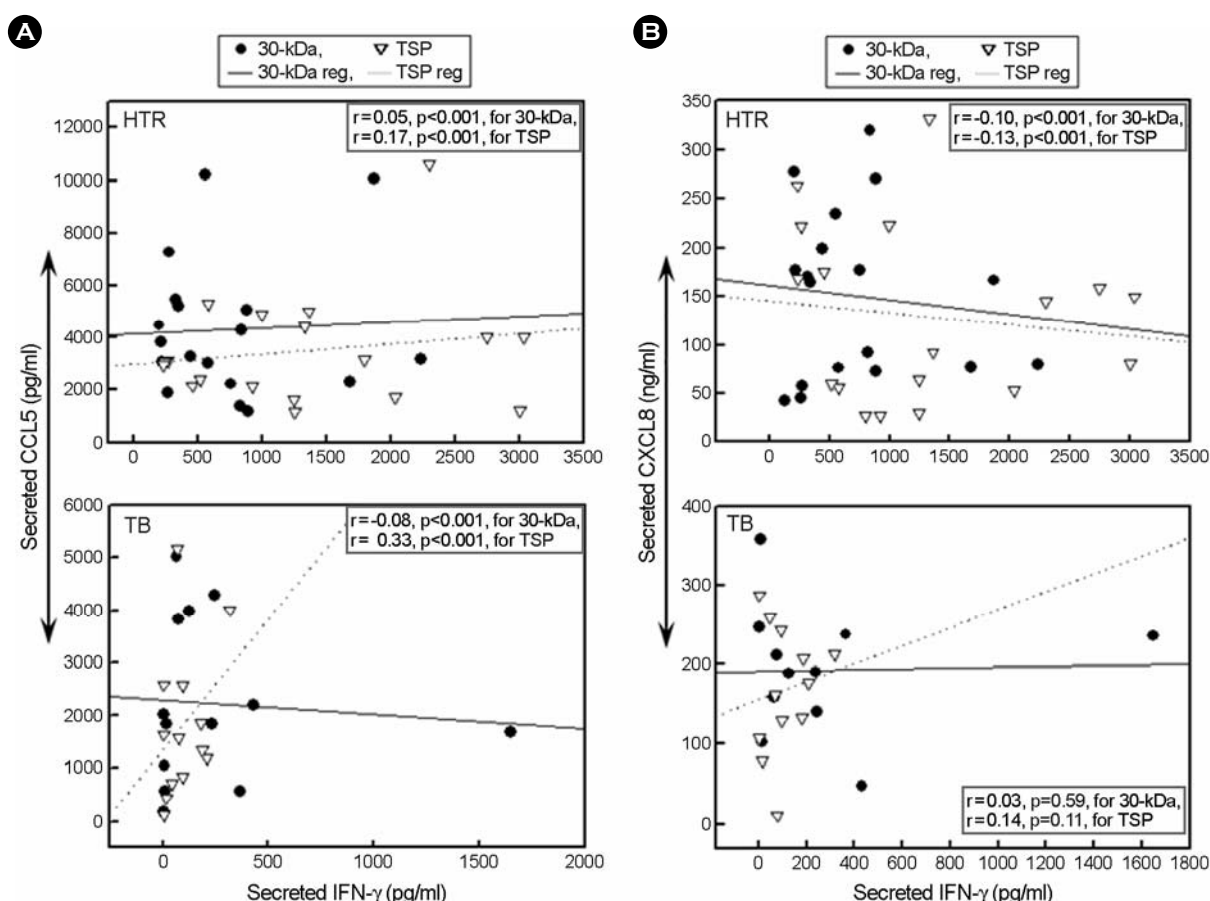 A
30-kDa, TSP
30-kDa reg, TSP reg
HTR
r=0.05, p<0.001, for 30-kDa,
r=0.17, p<0.001, for TSP
12000
10000
8000
6000
4000
2000
0
0 500 1000 1500 2000 2500 3000 3500
Secreted CCL5 (pg/ml)
TB
r=-0.08, p<0.001, for 30-kDa,
r= 0.33, p<0.001, for TSP
6000
5000
4000
3000
2000
1000
0
0 500 1000 1500 2000
Secreted IFN-γ (pg/ml)
B
30-kDa, TSP
30-kDa reg, TSP reg
HTR
r=-0.10, p<0.001, for 30-kDa,
r=-0.13, p<0.001, for TSP
350
300
250
200
150
100
50
0 500 1000 1500 2000 2500 3000 3500
Secreted CXCL8 (ng/ml)
TB
400
300
200
100
0
r=0.03, p=0.59, for 30-kDa,
r=0.14, p=0.11, for TSP
0 200 400 600 800 1000 1200 1400 1600 1800
Secreted IFN-γ (pg/ml)